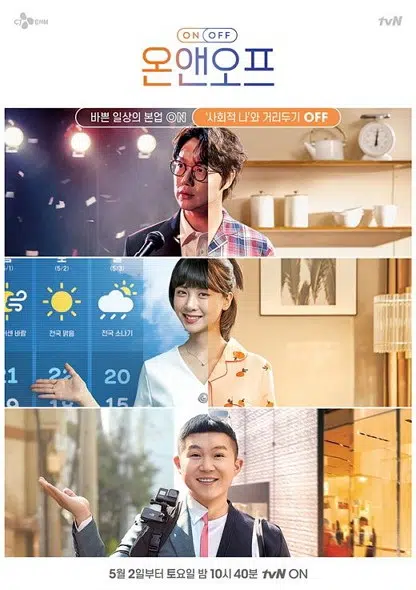 CJ ENM
tvN
ON OFF
온앤오프
바쁜 일상의 본업 ON
'사회적 나'와 거리두기 OFF
(5/1)
(5/2)
전국 맑음
전국 소나기
21
22
20
15
5월 2일부터 토요일 밤 10시 40분 tvN ON